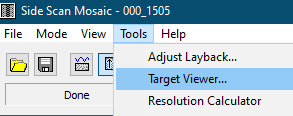 Side Scan Mosaic - 000_1505
File Mode View Tools Help
Adjust Layback...
Target Viewer...
Done
Resolution Calculator